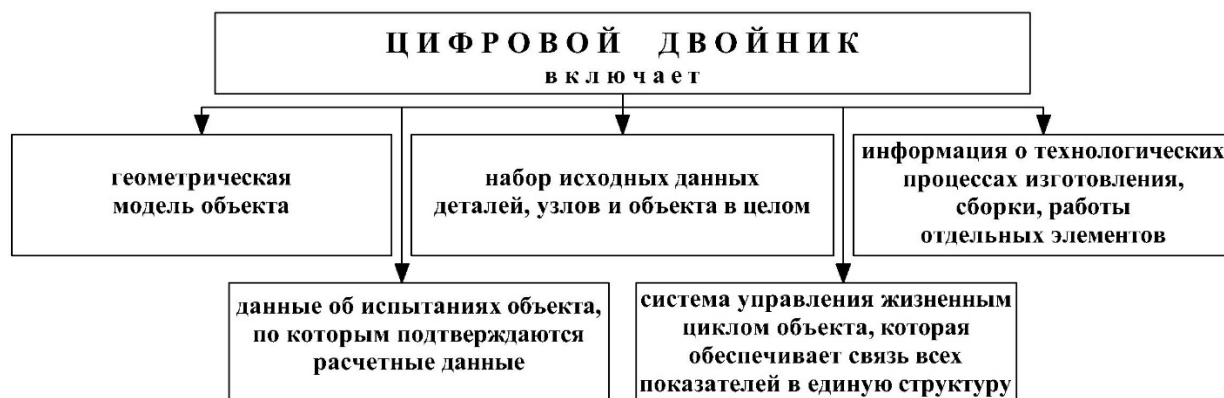 ЦИФРОВОЙ ДВОЙНИК
включает
геометрическая
модель объекта
набор исходных данных
деталей, узлов и объекта в целом
информация о технологических
процессах изготовления,
сборки, работы
отдельных элементов
данные об испытаниях объекта,
по которым подтверждаются
расчетные данные
система управления жизненным
циклом объекта, которая
обеспечивает связь всех
показателей в единую структуру